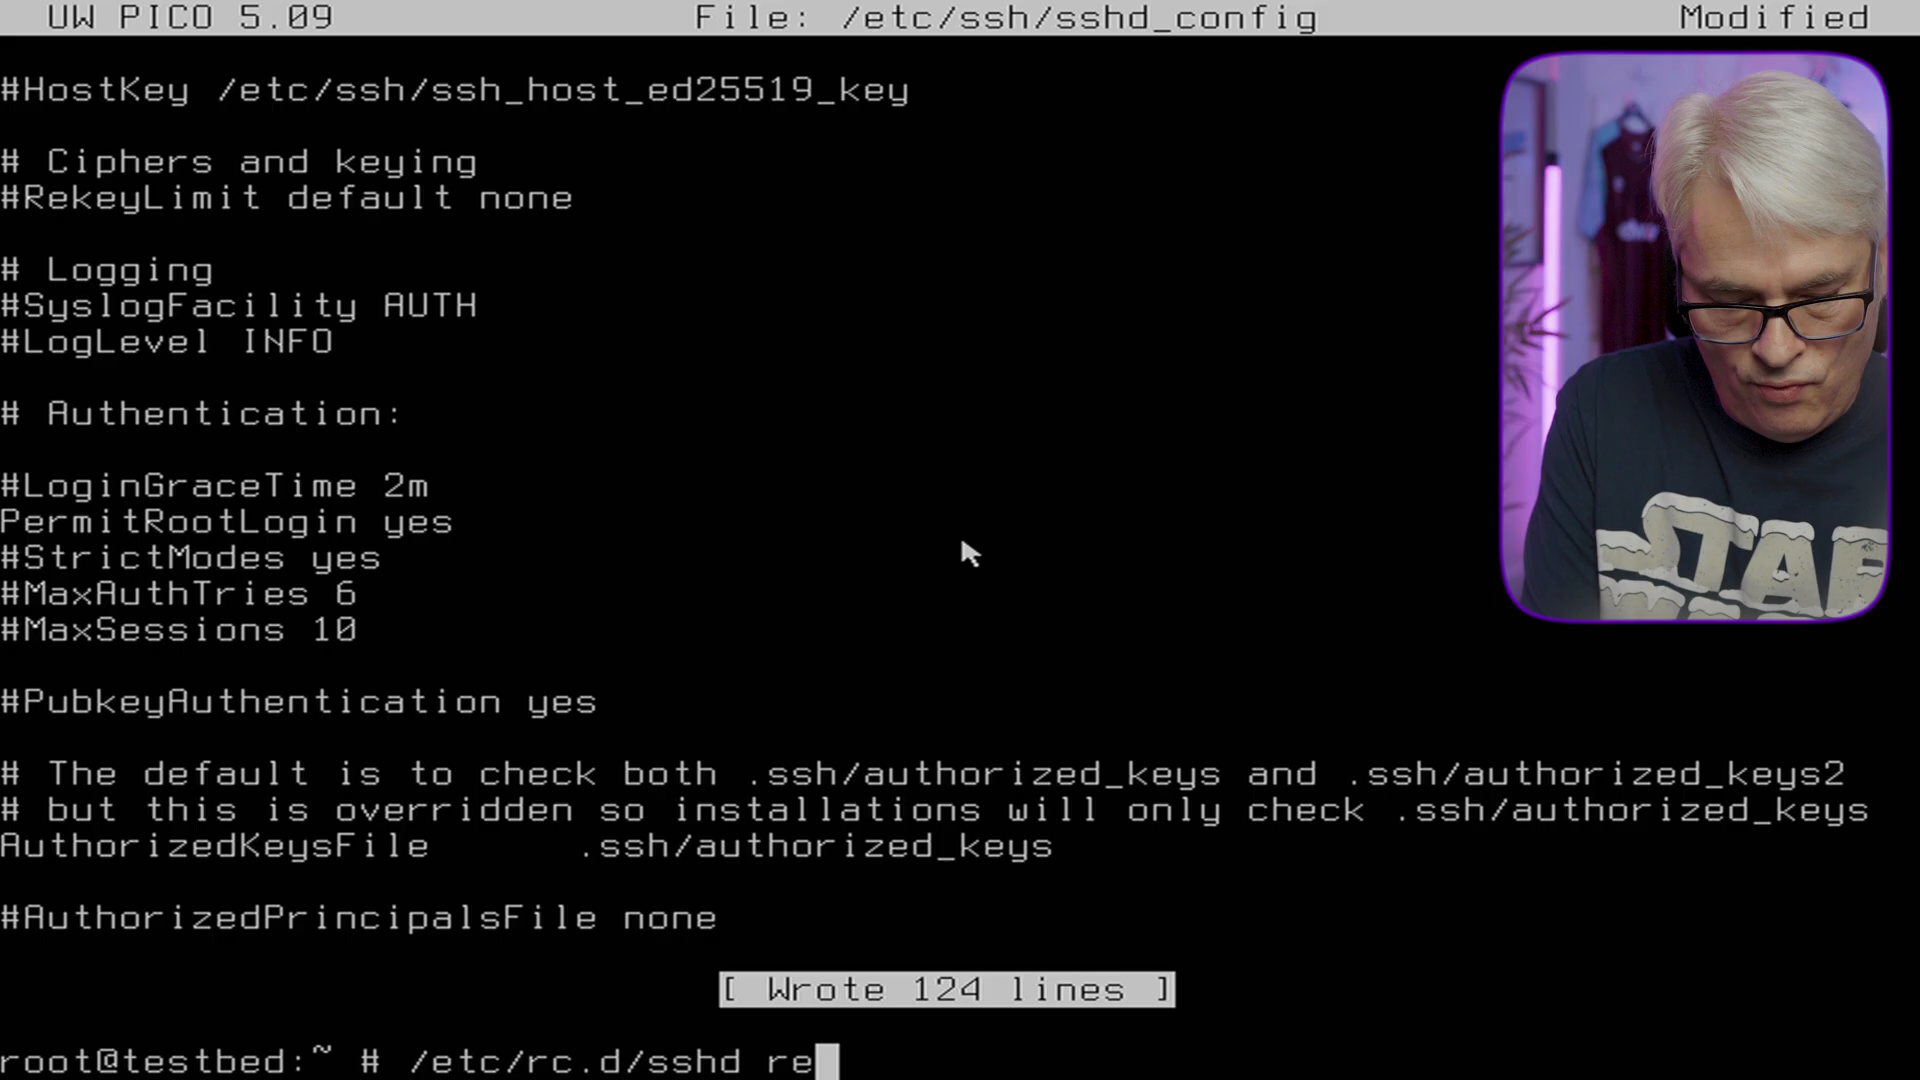 UW PICO 5.09 File: /etc/ssh/sshd_config Modified
#HostKey /etc/ssh/ssh_host_ed25519_key
# Ciphers and keying
#RekeyLimit default none
# Logging
#SyslogFacility AUTH
#LogLevel INFO
# Authentication:
#LoginGraceTime 2m
PermitRootLogin yes
#StrictModes yes
#MaxAuthTries 6
#MaxSessions 10
#PubkeyAuthentication yes
# The default is to check both .ssh/authorized_keys and .ssh/authorized_keys2
# but this is overridden so installations will only check .ssh/authorized_keys
AuthorizedKeysFile .ssh/authorized_keys
#AuthorizedPrincipalsFile none
[ Wrote 124 lines ]
root@testbed:~ # /etc/rc.d/sshd re